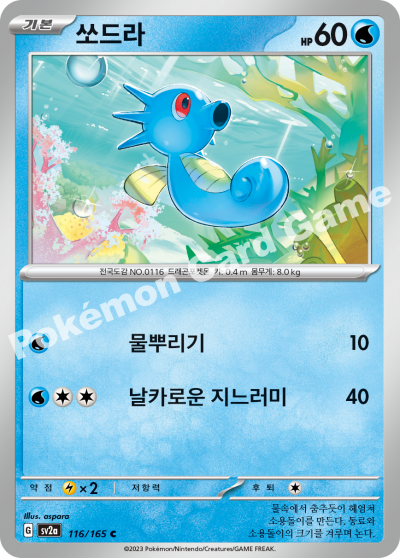 기본 쏘드라 HP 60
전국도감 NO.0116 드래곤포켓몬 키: 0.4 m 몸무게: 8.0 kg
물뿌리기 10
날카로운 지느러미 40
약점 ×2 저항력 후퇴
Illus. aspara
물속에서 춤추듯이 헤엄쳐
G sv2a 116/165 C
소용돌이를 만든다. 동료와
소용돌이의 크기를 겨루며 논다.
©2023 Pokémon/Nintendo/Creatures/GAME FREAK.
Pokémon Card Game